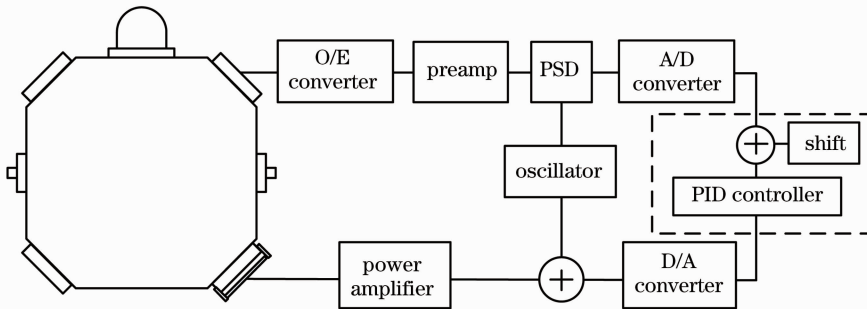 O/E
converter
preamp
PSD
A/D
converter
shift
oscillator
PID controller
power
amplifier
D/A
converter